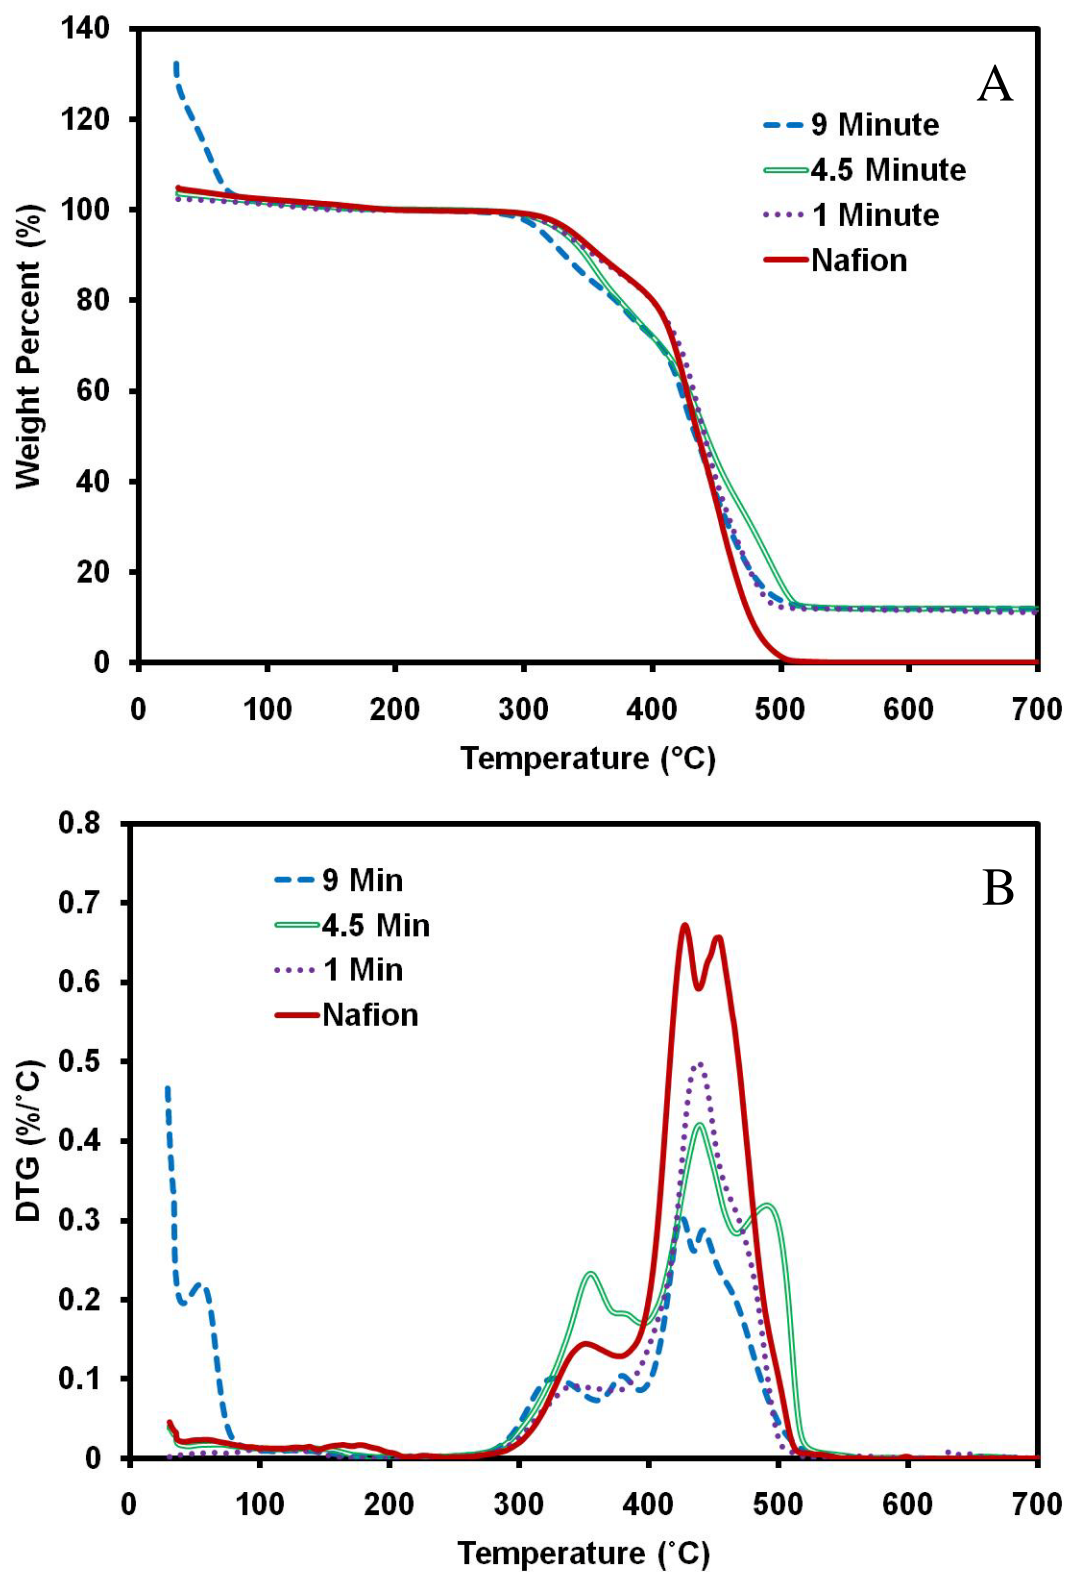 140
120
100
80
60
40
20
0
Weight Percent (%)
A
9 Minute
4.5 Minute
1 Minute
Nafion
0 100 200 300 400 500 600 700
Temperature (°C)
0.8
0.7
0.6
0.5
0.4
0.3
0.2
0.1
0
DTG (%/˚C)
B
9 Min
4.5 Min
1 Min
Nafion
0 100 200 300 400 500 600 700
Temperature (˚C)